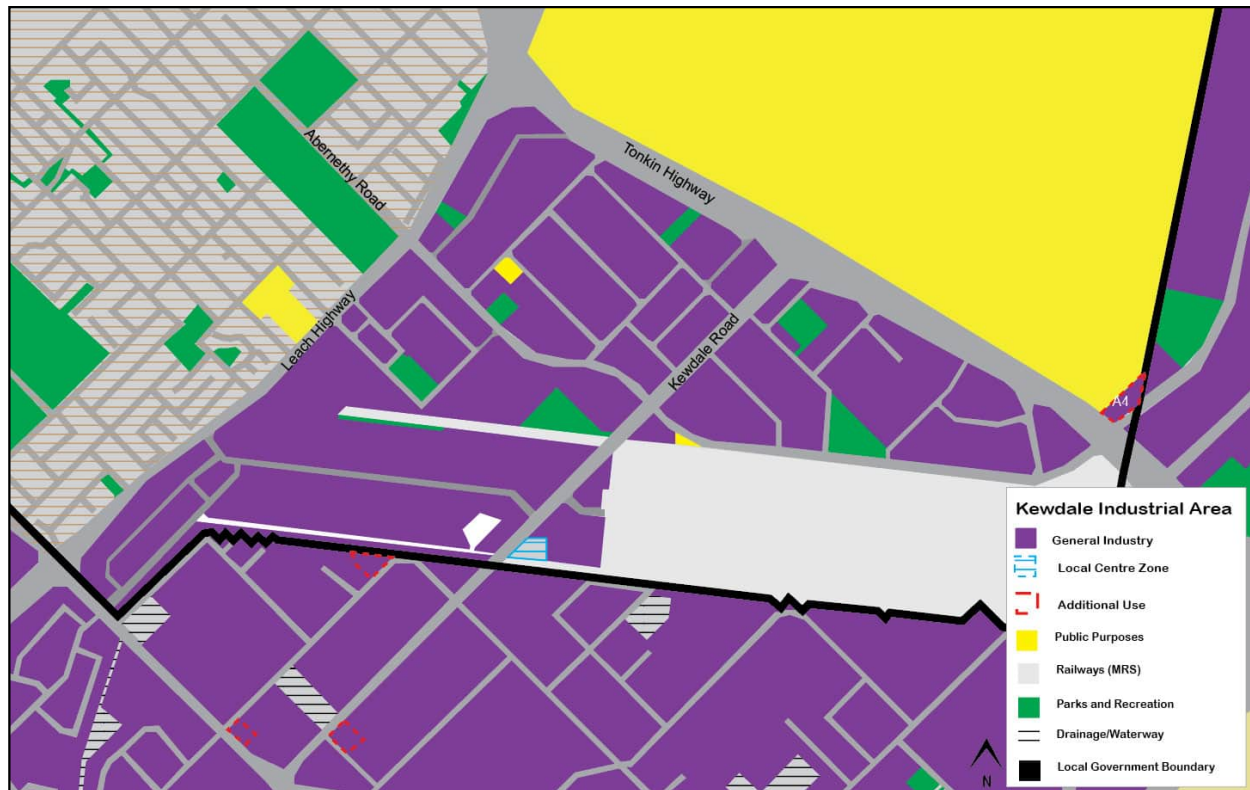 Abernethy Road
Tonkin Highway
Leach Highway
Kewdale Road
A4
Kewdale Industrial Area
General Industry
Local Centre Zone
Additional Use
Public Purposes
Railways (MRS)
Parks and Recreation
Drainage/Waterway
Local Government Boundary
N